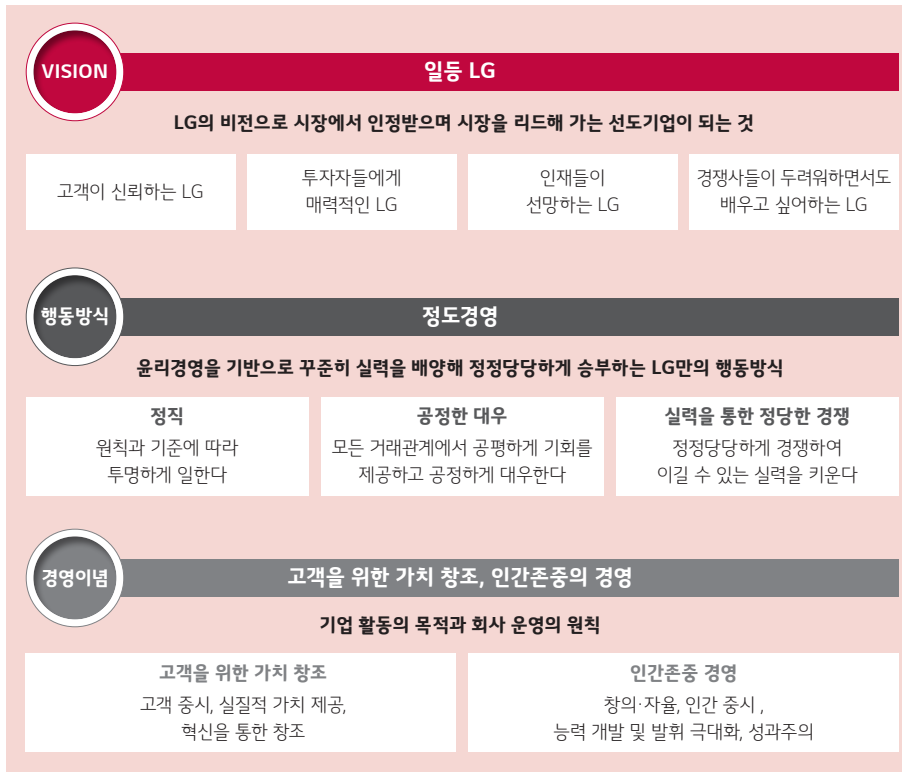 VISION
일등 LG
LG의 비전으로 시장에서 인정받으며 시장을 리드해 가는 선도기업이 되는 것
고객이 신뢰하는 LG
투자자들에게
매력적인 LG
인재들이
선망하는 LG
경쟁사들이 두려워하면서도
배우고 싶어하는 LG
행동방식
정도경영
윤리경영을 기반으로 꾸준히 실력을 배양해 정정당당하게 승부하는 LG만의 행동방식
정직
원칙과 기준에 따라
투명하게 일한다
공정한 대우
모든 거래관계에서 공평하게 기회를
제공하고 공정하게 대우한다
실력을 통한 정당한 경쟁
정정당당하게 경쟁하여
이길 수 있는 실력을 키운다
경영이념
고객을 위한 가치 창조, 인간존중의 경영
기업 활동의 목적과 회사 운영의 원칙
고객을 위한 가치 창조
고객 중시, 실질적 가치 제공,
혁신을 통한 창조
인간존중 경영
창의·자율, 인간 중시 ,
능력 개발 및 발휘 극대화, 성과주의